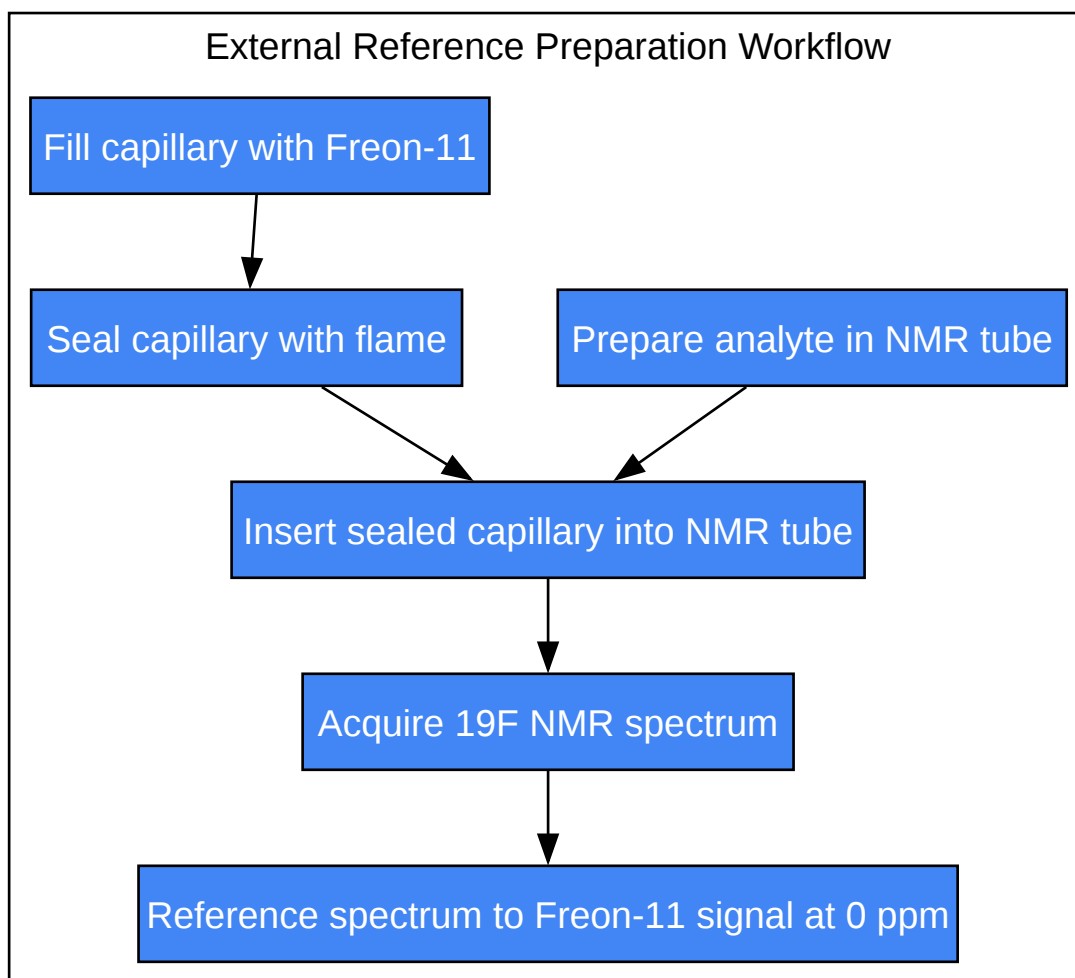 External Reference Preparation Workflow
Fill capillary with Freon-11
Seal capillary with flame
Prepare analyte in NMR tube
Insert sealed capillary into NMR tube
Acquire 19F NMR spectrum
Reference spectrum to Freon-11 signal at 0 ppm